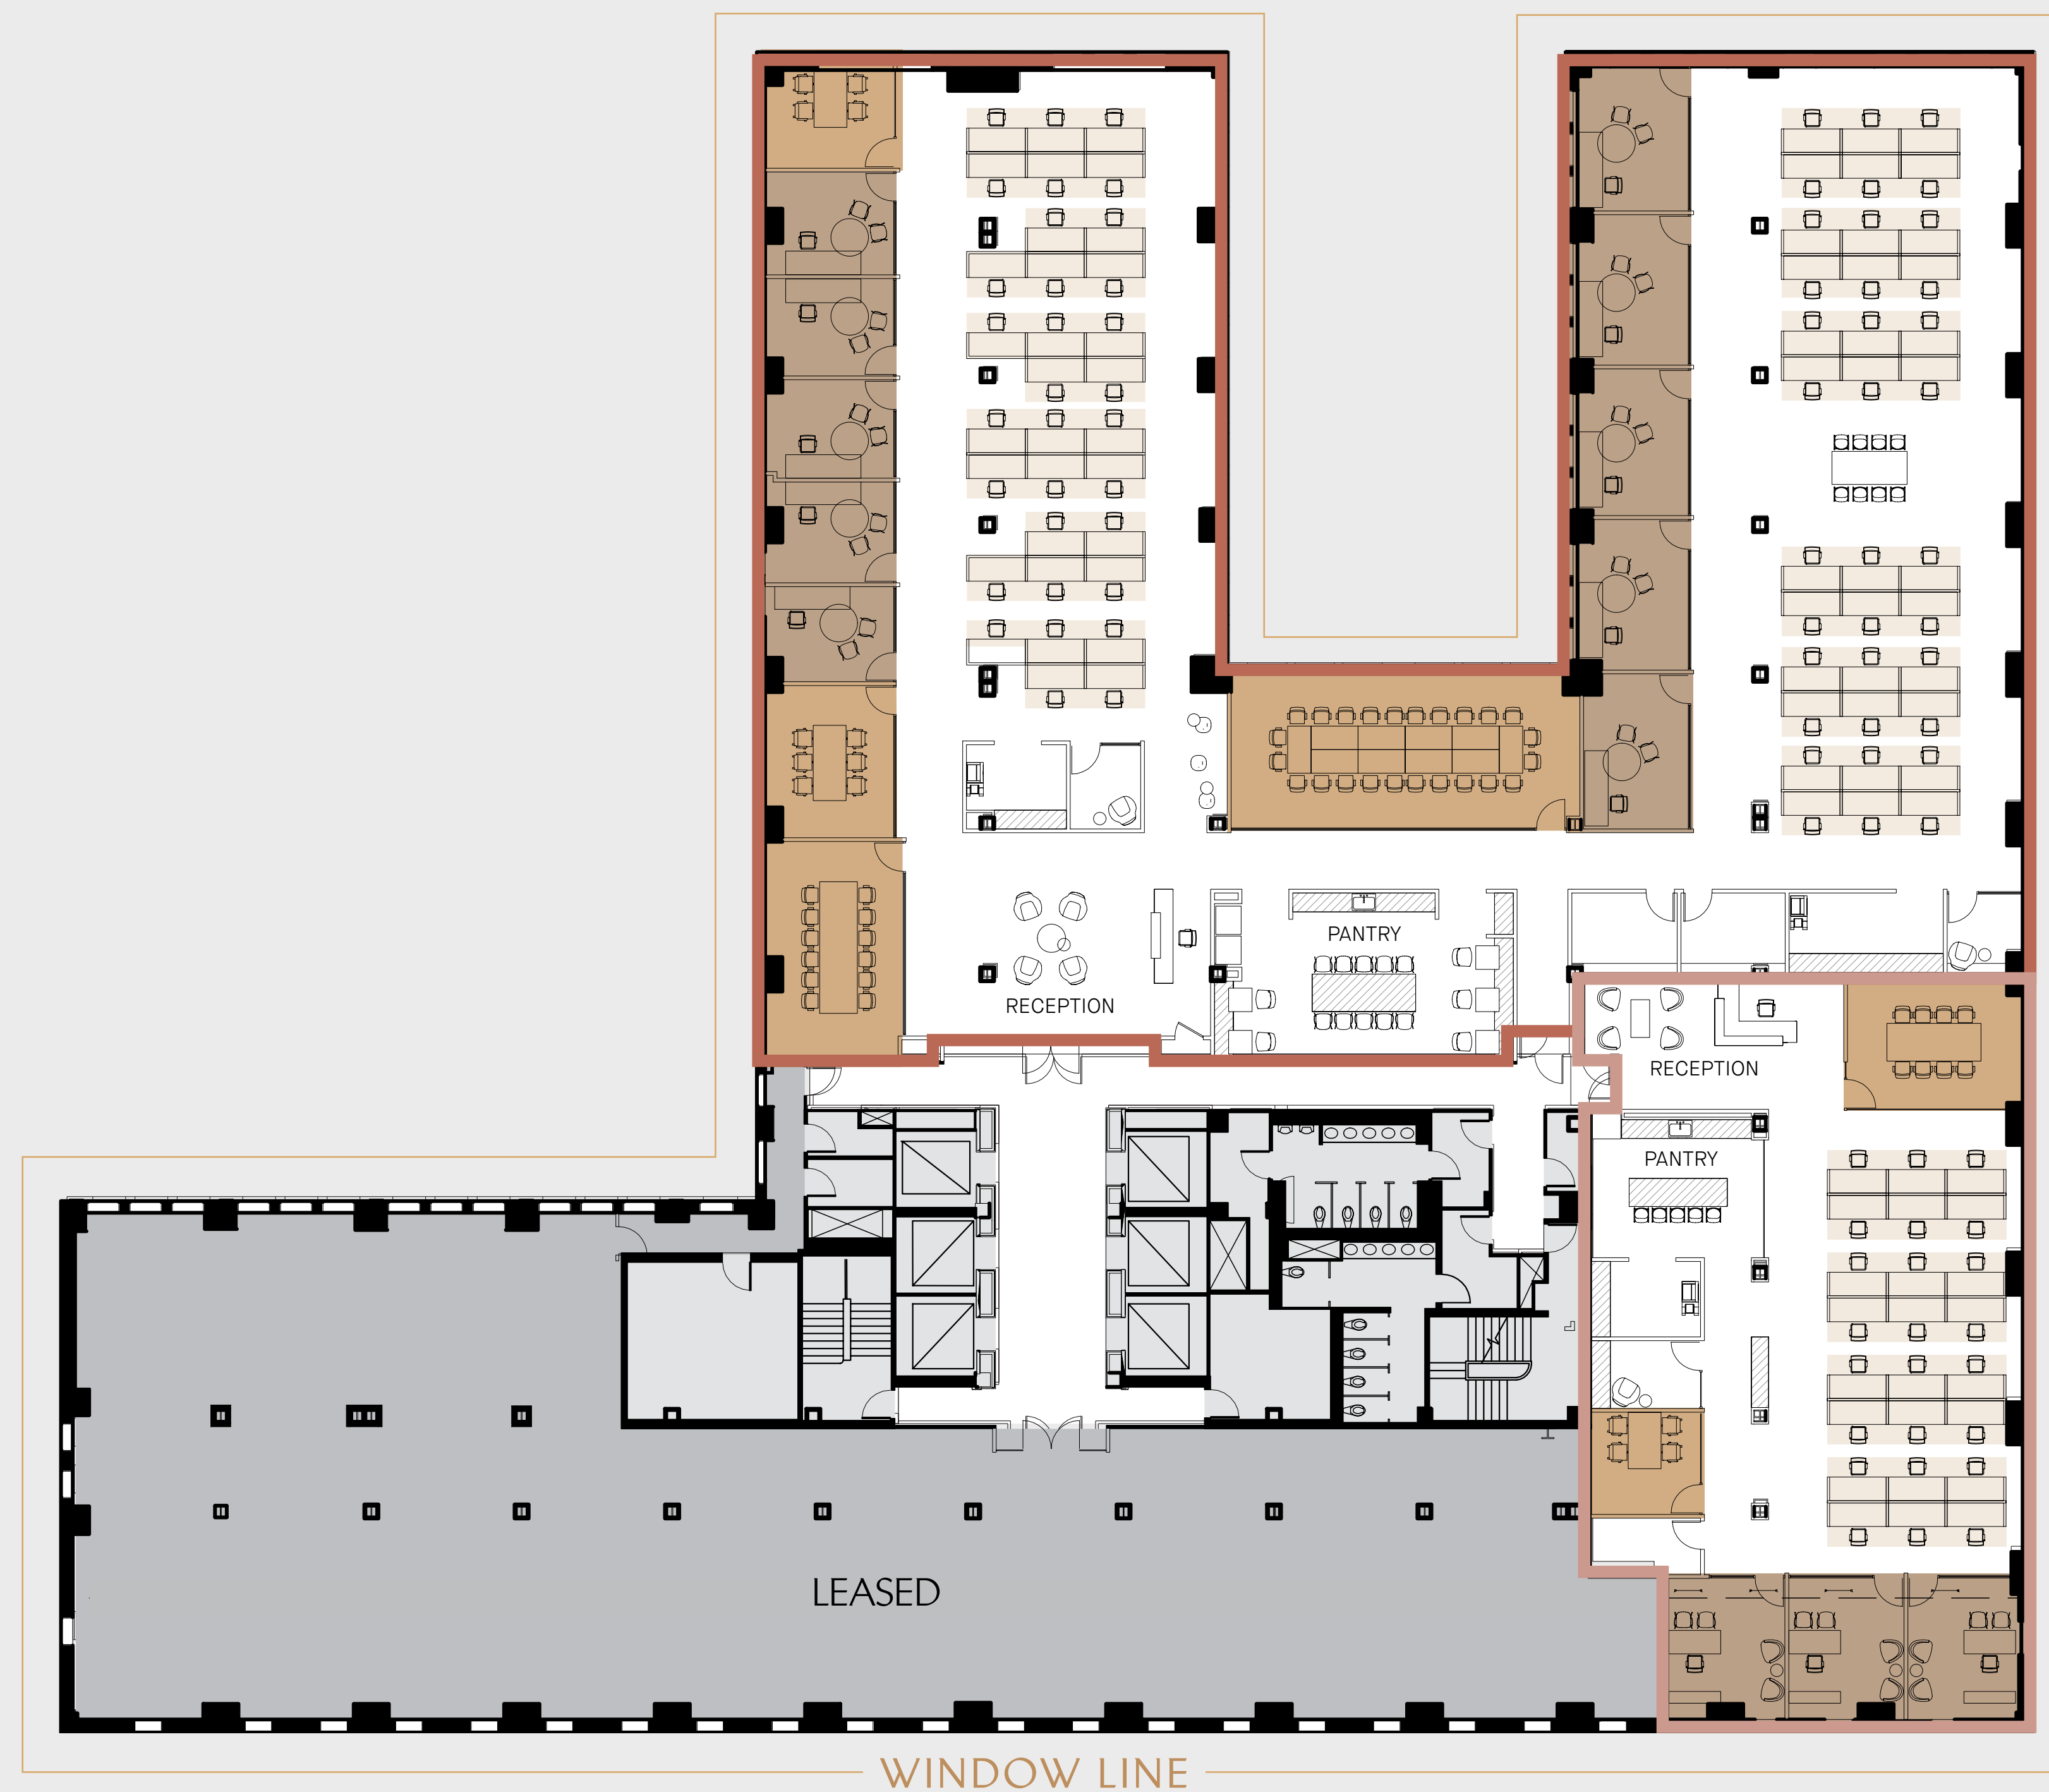 PANTRY
RECEPTION
RECEPTION
PANTRY
LEASED
WINDOW LINE